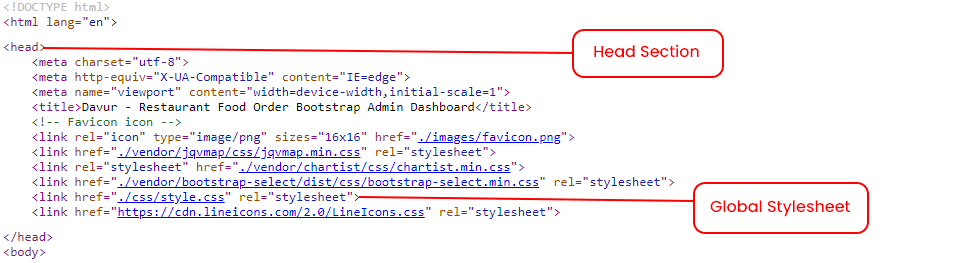 <!DOCTYPE html>
<html lang="en">
<head>
Head Section
<meta charset="utf-8">
<meta http-equiv="X-UA-Compatible" content="IE=edge">
<meta name="viewport" content="width=device-width,initial-scale=1">
<title>Davur - Restaurant Food Order Bootstrap Admin Dashboard</title>
<!-- Favicon icon -->
<link rel="icon" type="image/png" sizes="16x16" href="./images/favicon.png">
<link href="./vendor/jqvmap/css/jqvmap.min.css" rel="stylesheet">
<link rel="stylesheet" href="./vendor/chartist/css/chartist.min.css">
<link href="./vendor/bootstrap-select/dist/css/bootstrap-select.min.css" rel="stylesheet">
<link href="./css/style.css" rel="stylesheet">
Global Stylesheet
<link href="https://cdn.lineicons.com/2.0/LineIcons.css" rel="stylesheet">
</head>
<body>